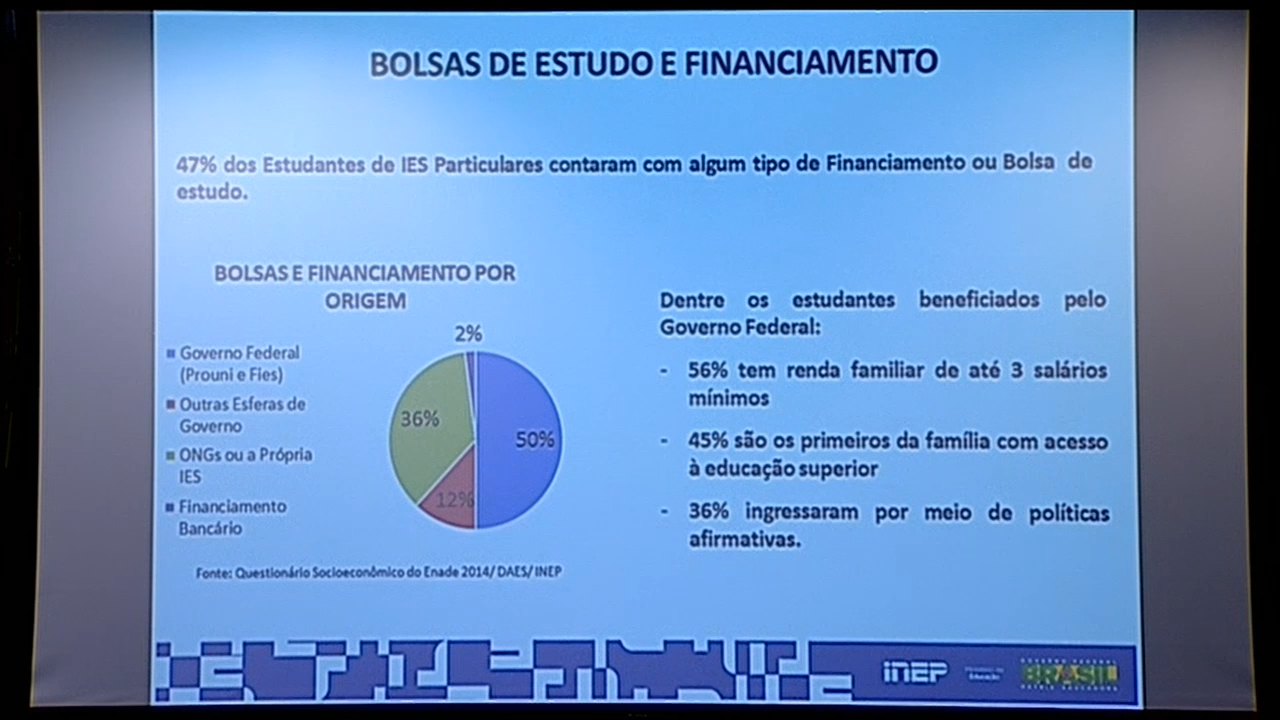 BOLSAS DE ESTUDO E FINANCIAMENTO
47% dos Estudantes de IES Particulares contaram com algum tipo de Financiamento ou Bolsa de
estudo.
BOLSAS E FINANCIAMENTO POR
ORIGEM
2%
36%
50%
12%
Governo Federal
(Prouni e Fies)
Outras Esferas de
Governo
ONGs ou a Própria
IES
Financiamento
Bancário
Fonte: Questionário Socioeconômico do Enade 2014/ DAES/ INEP
Dentre os estudantes beneficiados pelo
Governo Federal:
- 56% tem renda familiar de até 3 salários
mínimos
- 45% são os primeiros da família com acesso
à educação superior
- 36% ingressaram por meio de políticas
afirmativas.
INEP
Ministério da
Educação
BRASIL